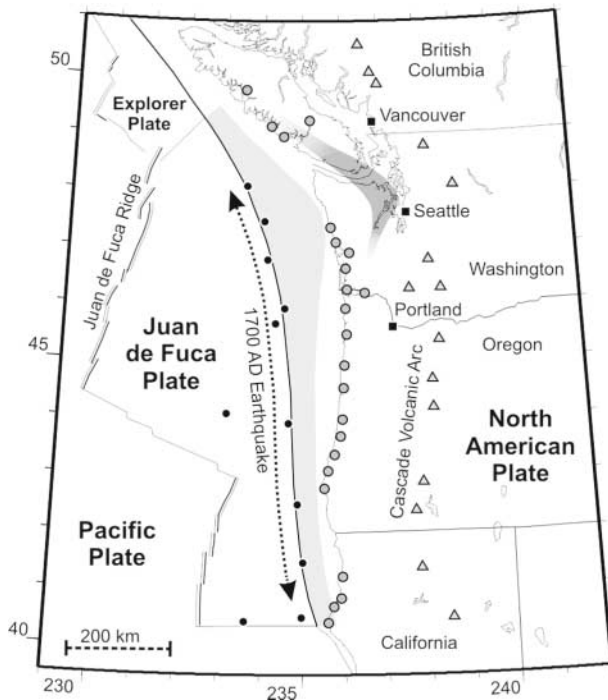 50
45
40
230
235
240
British
Columbia
Explorer
Plate
Vancouver
Juan de Fuca Ridge
Seattle
Washington
Portland
Juan
de Fuca
Plate
1700 AD Earthquake
Oregon
Cascade Volcanic Arc
North
American
Plate
Pacific
Plate
200 km
California